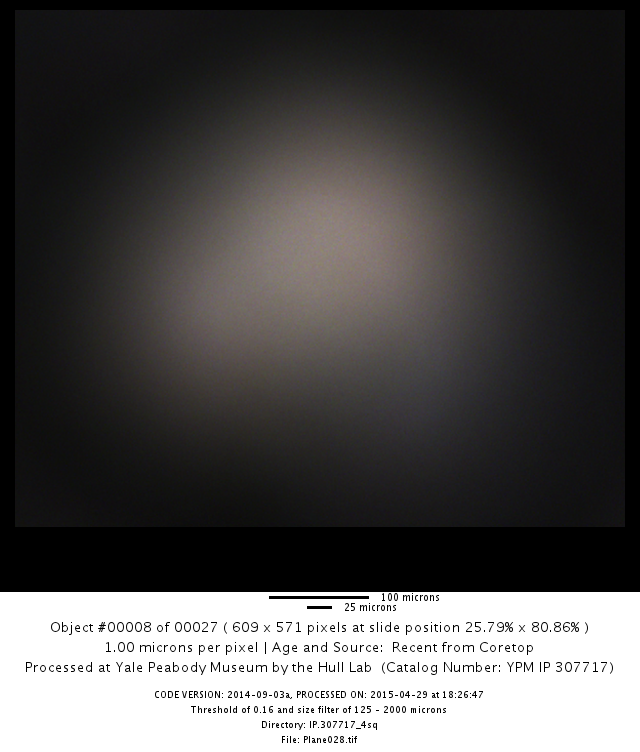 100 microns
25 microns
Object #00008 of 00027 ( 609 x 571 pixels at slide position 25.79% x 80.86% )
1.00 microns per pixel | Age and Source:  Recent from Coretop
Processed at Yale Peabody Museum by the Hull Lab  (Catalog Number: YPM IP 307717)
CODE VERSION: 2014-09-03a, PROCESSED ON: 2015-04-29 at 18:26:47
Threshold of 0.16 and size filter of 125 - 2000 microns
Directory: IP.307717_4sq
File: Plane028.tif